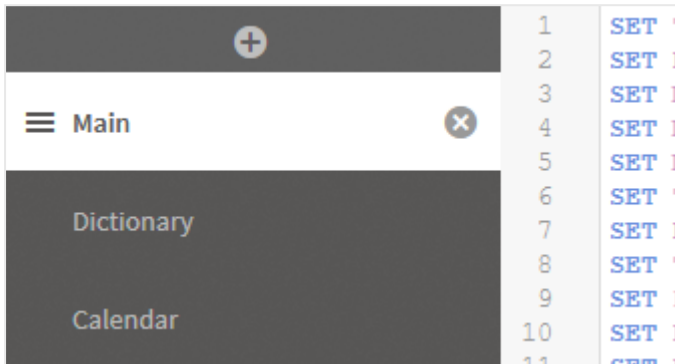 Main
Dictionary
Calendar
1 SET
2 SET
3 SET
4 SET
5 SET
6 SET
7 SET
8 SET
9 SET
10 SET